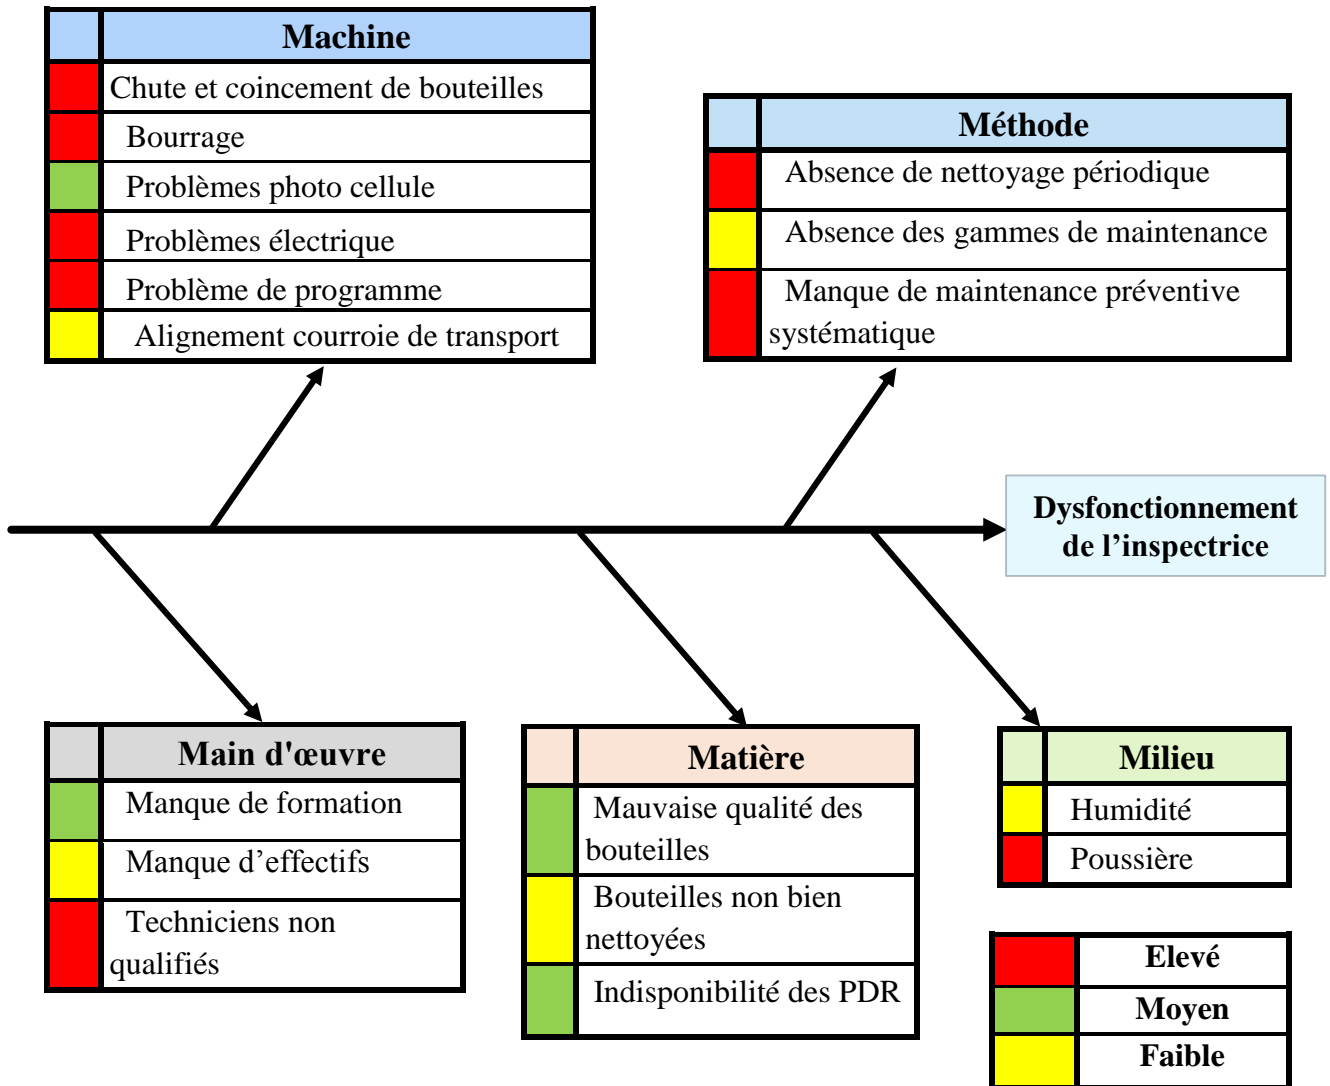 Machine
Chute et coincement de bouteilles
Bourrage
Problèmes photo cellule
Problèmes électrique
Problème de programme
Alignement courroie de transport
Méthode
Absence de nettoyage périodique
Absence des gammes de maintenance
Manque de maintenance préventive
systématique
Dysfonctionnement
de l’inspectrice
Main d'œuvre
Manque de formation
Manque d’effectifs
Techniciens non
qualifiés
Matière
Mauvaise qualité des
bouteilles
Bouteilles non bien
nettoyées
Indisponibilité des PDR
Milieu
Humidité
Poussière
Elevé
Moyen
Faible